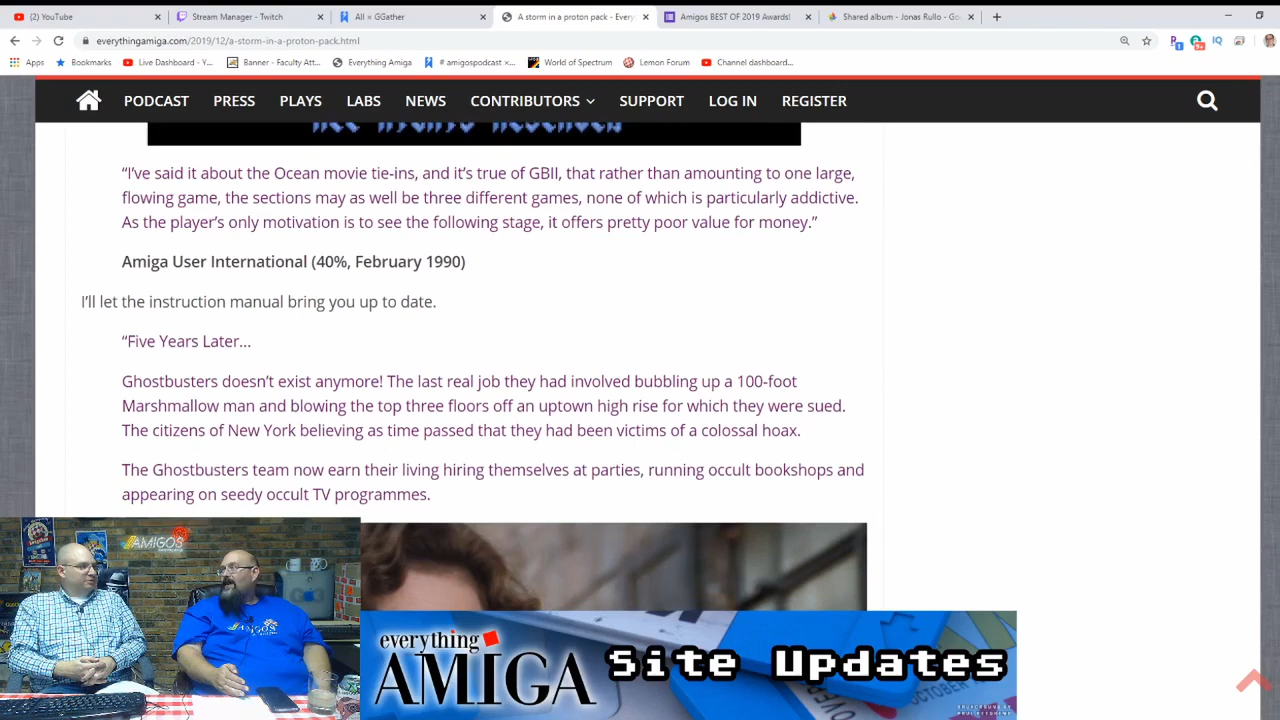 (2) YouTube
Stream Manager - Twitch
All × GGather
A storm in a proton pack - Every
Amigos BEST OF 2019 Awards!
Shared album - Jonas Rullo - Go
everythingamiga.com/2019/12/a-storm-in-a-proton-pack.html
Apps
Bookmarks
Live Dashboard - Y...
Banner - Faculty Att...
Everything Amiga
# amigospodcast ×...
World of Spectrum
Lemon Forum
Channel dashboard...
PODCAST
PRESS
PLAYS
LABS
NEWS
CONTRIBUTORS
SUPPORT
LOG IN
REGISTER
“I’ve said it about the Ocean movie tie-ins, and it’s true of GBII, that rather than amounting to one large,
flowing game, the sections may as well be three different games, none of which is particularly addictive.
As the player’s only motivation is to see the following stage, it offers pretty poor value for money.”
Amiga User International (40%, February 1990)
I’ll let the instruction manual bring you up to date.
“Five Years Later…
Ghostbusters doesn’t exist anymore! The last real job they had involved bubbling up a 100-foot
Marshmallow man and blowing the top three floors off an uptown high rise for which they were sued.
The citizens of New York believing as time passed that they had been victims of a colossal hoax.
The Ghostbusters team now earn their living hiring themselves at parties, running occult bookshops and
appearing on seedy occult TV programmes.
AMIGOS
everything
AMIGA
Site Updates
OCTOBER
BACKGROUND BY